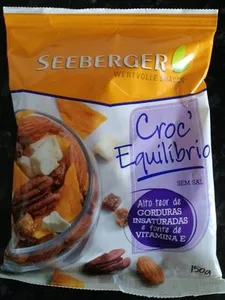 SEEBERGER
WERTVOLLE SNACKS
Croc'
Equilíbrio
SEM SAL
Alto teor de
GORDURAS
INSATURADAS
e fonte de
VITAMINA E
150g